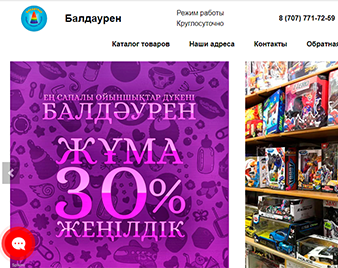 Балдаурен
Режим работы
Круглосуточно
8 (707) 771-72-59
Каталог товаров
Наши адреса
Контакты
Обратная
ЕҢ САПАЛЫ ОЙЫНШЫҚТАР ДҮКЕНІ
БАЛДӘУРЕН
ЖҰМА
30%
ЖЕҢІЛДІК